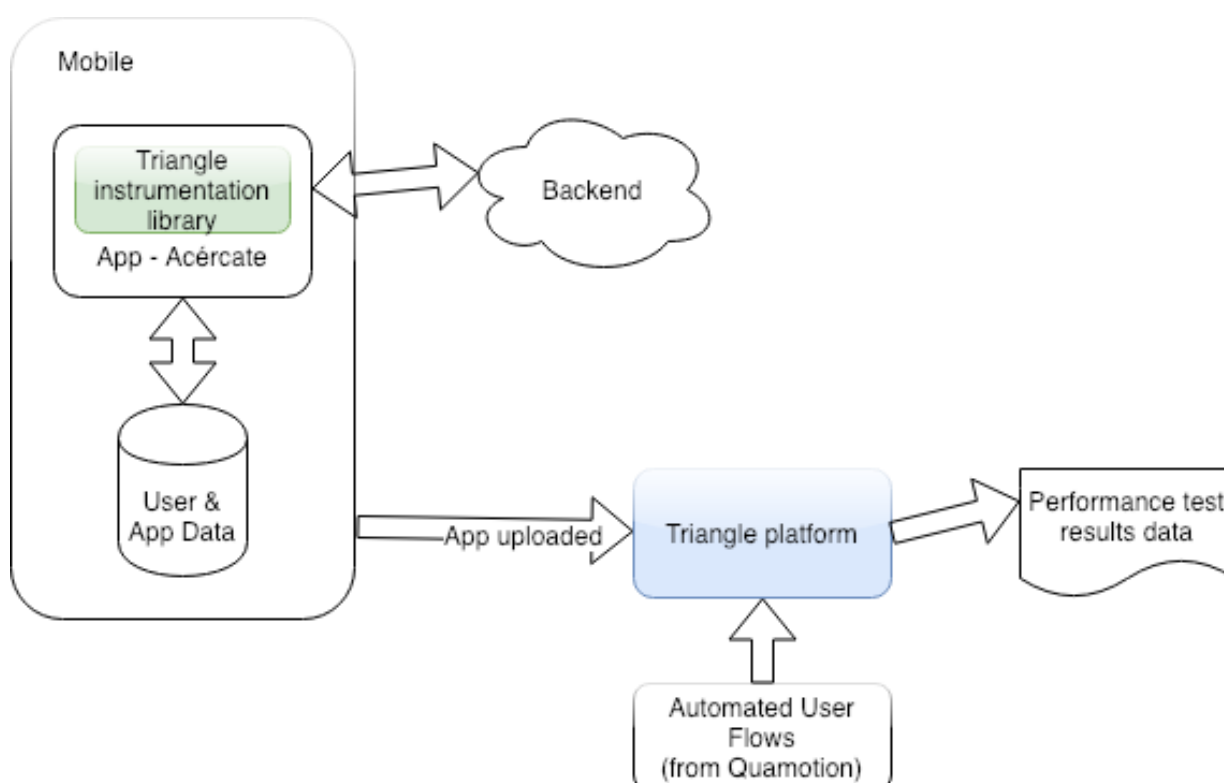 Mobile
Triangle
instrumentation
library
App - Acércate
Backend
User &
App Data
App uploaded
Triangle platform
Performance test
results data
Automated User
Flows
(from Quamotion)